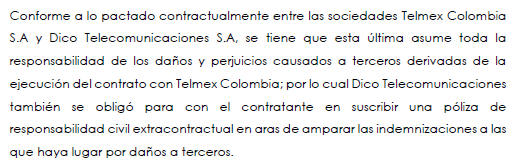 Conforme a lo pactado contractualmente entre las sociedades Telmex Colombia
S.A y Dico Telecomunicaciones S.A, se tiene que esta última asume toda la
responsabilidad de los daños y perjuicios causados a terceros derivadas de la
ejecución del contrato con Telmex Colombia; por lo cual Dico Telecomunicaciones
también se obligó para con el contratante en suscribir una póliza de
responsabilidad civil extracontractual en aras de amparar las indemnizaciones a las
que haya lugar por daños a terceros.